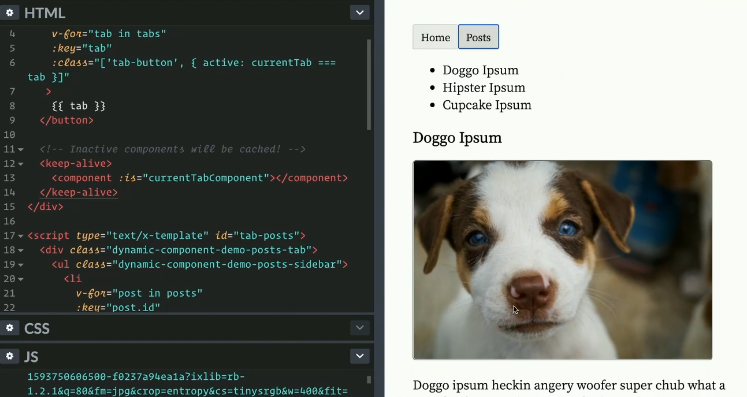 HTML
4 v-for="tab in tabs"
5 :key="tab"
6 :class="['tab-button', { active: currentTab ===
tab }]"
7 >
8 {{ tab }}
9 </button>
10
11 <!-- Inactive components will be cached! -->
12 <keep-alive>
13 <component :is="currentTabComponent"></component>
14 </keep-alive>
15 </div>
16
17 <script type="text/x-template" id="tab-posts">
18 <div class="dynamic-component-demo-posts-tab">
19 <ul class="dynamic-component-demo-posts-sidebar">
20 <li
21 v-for="post in posts"
22 :key="post.id"
CSS
JS
1593750606500-f0237a94ea1a?ixlib=rb-
1.2.1&q=80&fm=jpg&crop=entropy&cs=tinysrgb&w=400&fit=
Home Posts
Doggo Ipsum
Hipster Ipsum
Cupcake Ipsum
Doggo Ipsum
Doggo ipsum heckin angery woofer super chub what a